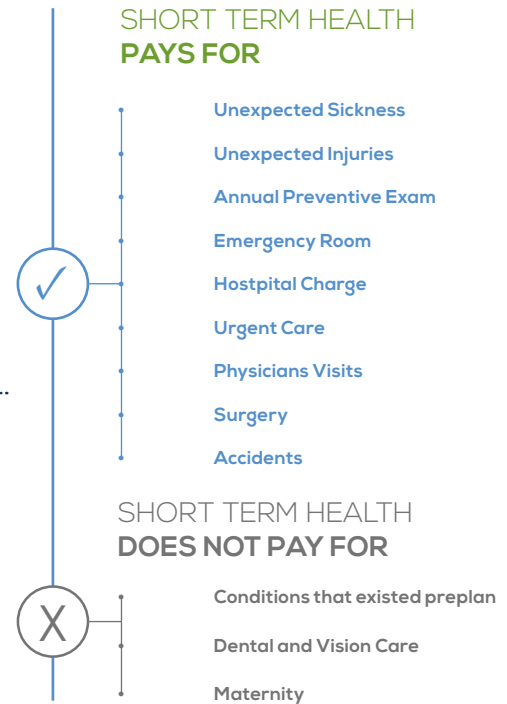 SHORT TERM HEALTH
PAYS FOR
Unexpected Sickness
Unexpected Injuries
Annual Preventive Exam
Emergency Room
Hostpital Charge
Urgent Care
Physicians Visits
..
Surgery
Accidents
SHORT TERM HEALTH
DOES NOT PAY FOR
Conditions that existed preplan
X
Dental and Vision Care
Maternity